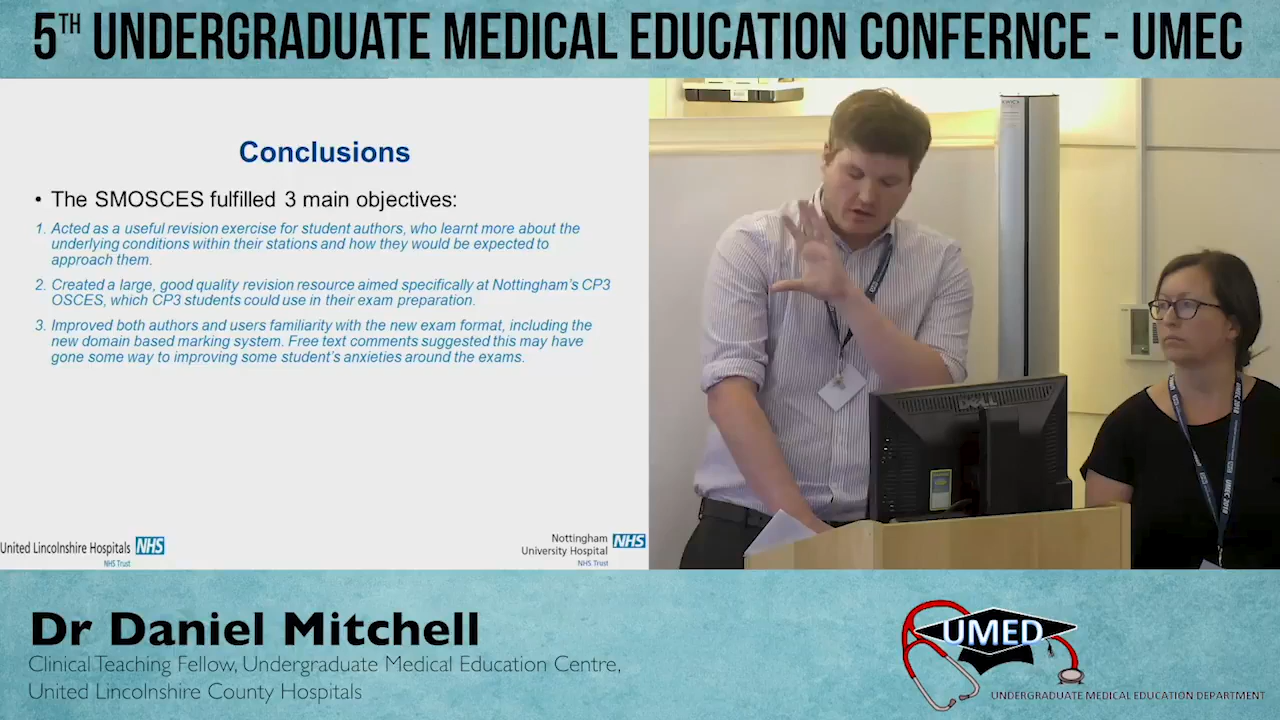 5TH UNDERGRADUATE MEDICAL EDUCATION CONFERNCE - UMEC
Conclusions
• The SMOSCES fulfilled 3 main objectives:
1. Acted as a useful revision exercise for student authors, who learnt more about the
underlying conditions within their stations and how they would be expected to
approach them.
2. Created a large, good quality revision resource aimed specifically at Nottingham's CP3
OSCES, which CP3 students could use in their exam preparation.
3. Improved both authors and users familiarity with the new exam format, including the
new domain based marking system. Free text comments suggested this may have
gone some way to improving some student's anxieties around the exams.
United Lincolnshire Hospitals NHS
NHS Trust
Nottingham NHS
University Hospital
NHS Trust
DELL
UMEC 2018
Dr Daniel Mitchell
Clinical Teaching Fellow, Undergraduate Medical Education Centre,
United Lincolnshire County Hospitals
UMED
UNDERGRADUATE MEDICAL EDUCATION DEPARTMENT